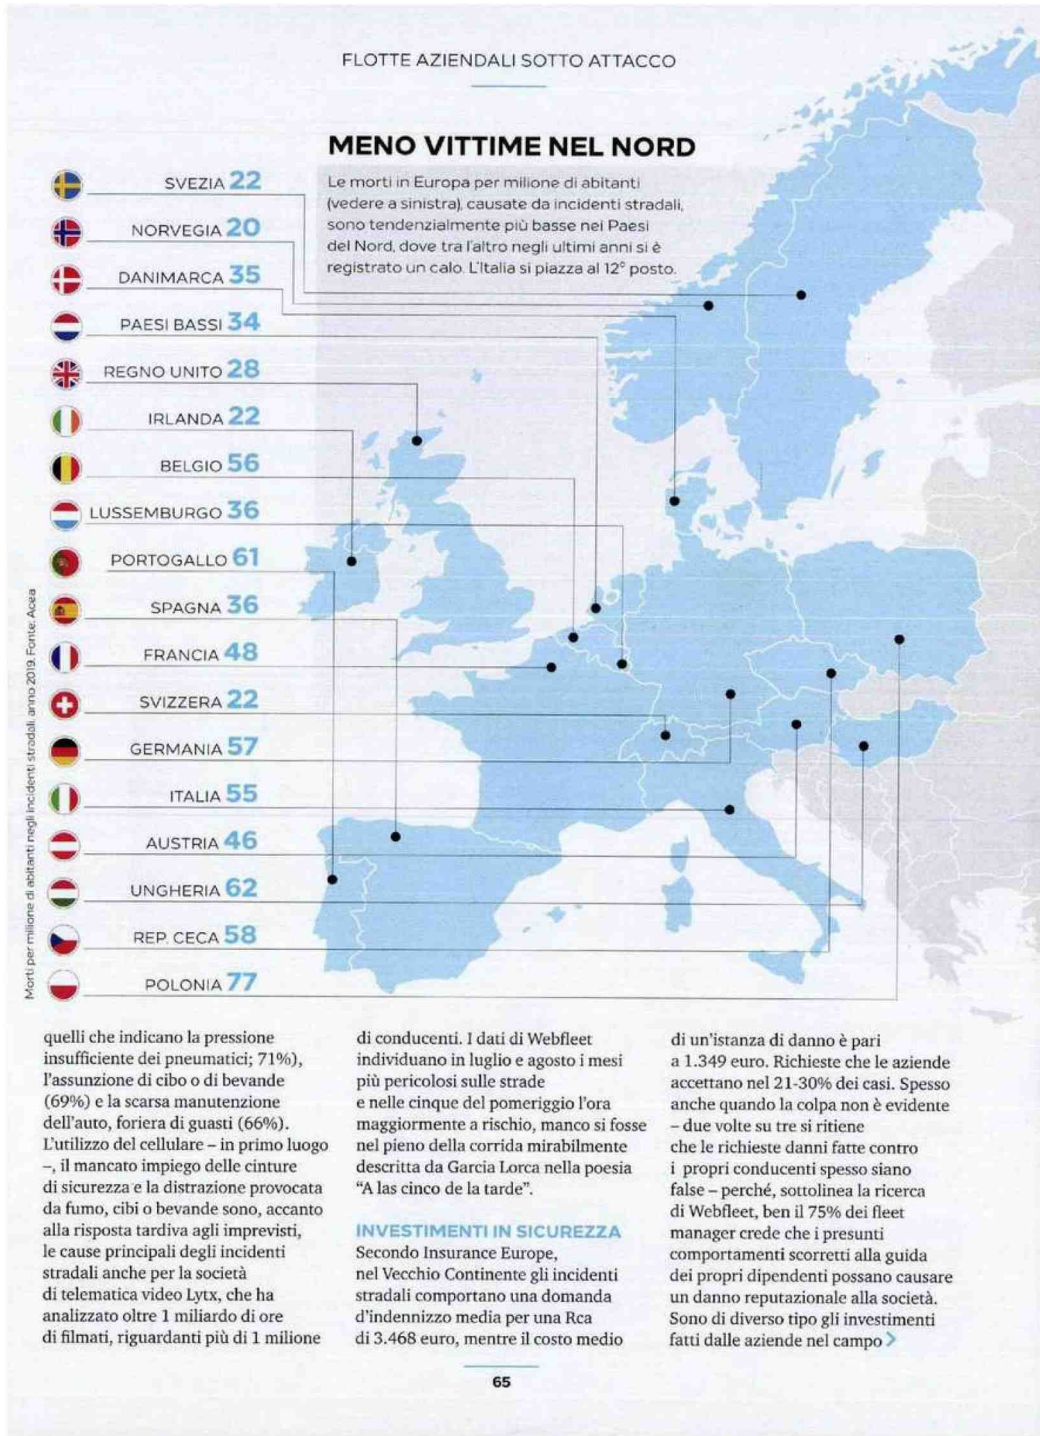 FLOTTE AZIENDALI SOTTO ATTACCO
MENO VITTIME NEL NORD
Le morti in Europa per milione di abitanti
(vedere a sinistra), causate da incidenti stradali,
sono tendenzialmente più basse nei Paesi
del Nord, dove tra l'altro negli ultimi anni si è
registrato un calo. L'Italia si piazza al 12° posto.
SVEZIA 22
NORVEGIA 20
DANIMARCA 35
PAESI BASSI 34
REGNO UNITO 28
IRLANDA 22
BELGIO 56
LUSSEMBURGO 36
PORTOGALLO 61
SPAGNA 36
FRANCIA 48
SVIZZERA 22
GERMANIA 57
ITALIA 55
AUSTRIA 46
UNGHERIA 62
REP. CECA 58
POLONIA 77
Morti per milione di abitanti negli incidenti stradali, anno 2019. Fonte: Acea
quelli che indicano la pressione
insufficiente dei pneumatici; 71%),
l'assunzione di cibo o di bevande
(69%) e la scarsa manutenzione
dell'auto, foriera di guasti (66%).
L'utilizzo del cellulare – in primo luogo
–, il mancato impiego delle cinture
di sicurezza e la distrazione provocata
da fumo, cibi o bevande sono, accanto
alla risposta tardiva agli imprevisti,
le cause principali degli incidenti
stradali anche per la società
di telematica video Lytx, che ha
analizzato oltre 1 miliardo di ore
di filmati, riguardanti più di 1 milione
di conducenti. I dati di Webfleet
individuano in luglio e agosto i mesi
più pericolosi sulle strade
e nelle cinque del pomeriggio l'ora
maggiormente a rischio, manco si fosse
nel pieno della corrida mirabilmente
descritta da Garcia Lorca nella poesia
“A las cinco de la tarde”.
INVESTIMENTI IN SICUREZZA
Secondo Insurance Europe,
nel Vecchio Continente gli incidenti
stradali comportano una domanda
d'indennizzo media per una Rca
di 3.468 euro, mentre il costo medio
di un'istanza di danno è pari
a 1.349 euro. Richieste che le aziende
accettano nel 21-30% dei casi. Spesso
anche quando la colpa non è evidente
– due volte su tre si ritiene
che le richieste danni fatte contro
i propri conducenti spesso siano
false – perché, sottolinea la ricerca
di Webfleet, ben il 75% dei fleet
manager crede che i presunti
comportamenti scorretti alla guida
dei propri dipendenti possano causare
un danno reputazionale alla società.
Sono di diverso tipo gli investimenti
fatti dalle aziende nel campo >
65